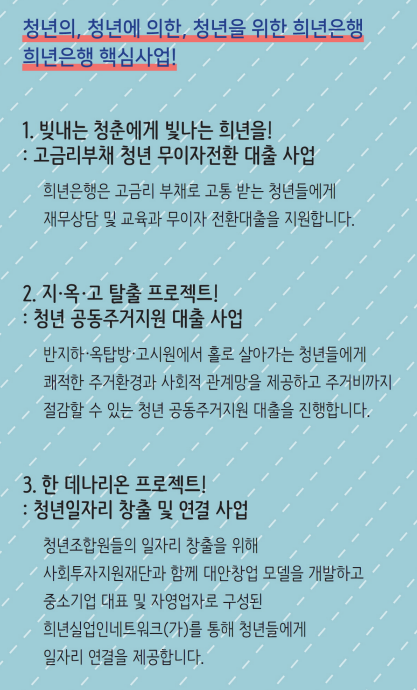 청년의, 청년에 의한, 청년을 위한 희년은행
희년은행 핵심사업!
1. 빚내는 청춘에게 빛나는 희년을!
: 고금리부채 청년 무이자전환 대출 사업
희년은행은 고금리 부채로 고통 받는 청년들에게
재무상담 및 교육과 무이자 전환대출을 지원합니다.
2. 지·옥·고 탈출 프로젝트!
: 청년 공동주거지원 대출 사업
반지하·옥탑방·고시원에서 홀로 살아가는 청년들에게
쾌적한 주거환경과 사회적 관계망을 제공하고 주거비까지
절감할 수 있는 청년 공동주거지원 대출을 진행합니다.
3. 한 데나리온 프로젝트!
: 청년일자리 창출 및 연결 사업
청년조합원들의 일자리 창출을 위해
사회투자지원재단과 함께 대안창업 모델을 개발하고
중소기업 대표 및 자영업자로 구성된
희년실업인네트워크(가)를 통해 청년들에게
일자리 연결을 제공합니다.